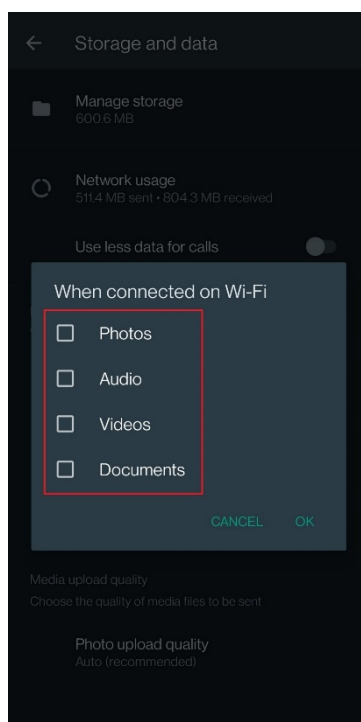 Storage and data
Manage storage
600.6 MB
Network usage
511.4 MB sent • 804.3 MB received
Use less data for calls
When connected on Wi-Fi
Photos
Audio
Videos
Documents
CANCEL OK
Media upload quality
Choose the quality of media files to be sent
Photo upload quality
Auto (recommended)